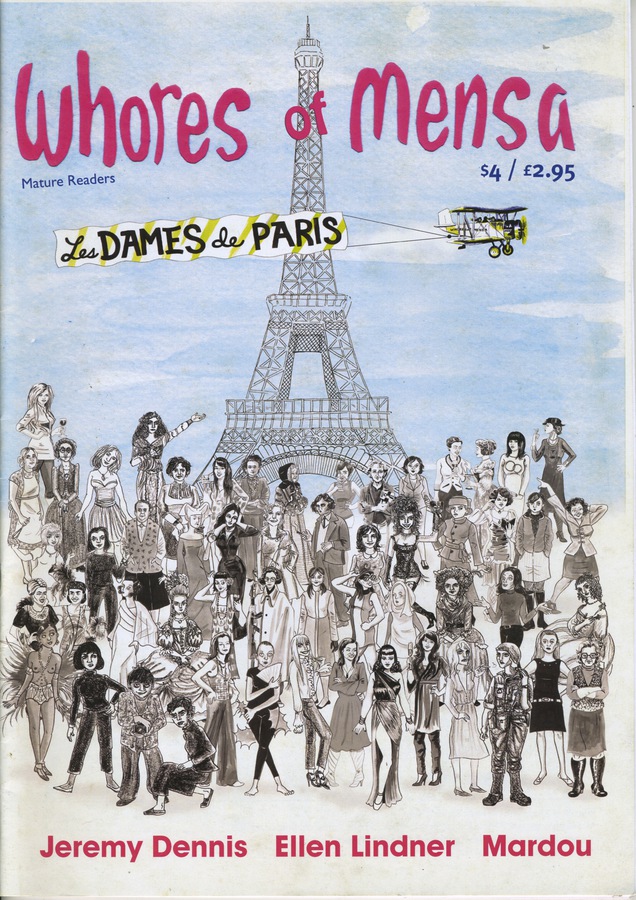 Whores of Mensa
Mature Readers
$4 / £2.95
Les DAMES de PARIS
Jeremy Dennis Ellen Lindner Mardou